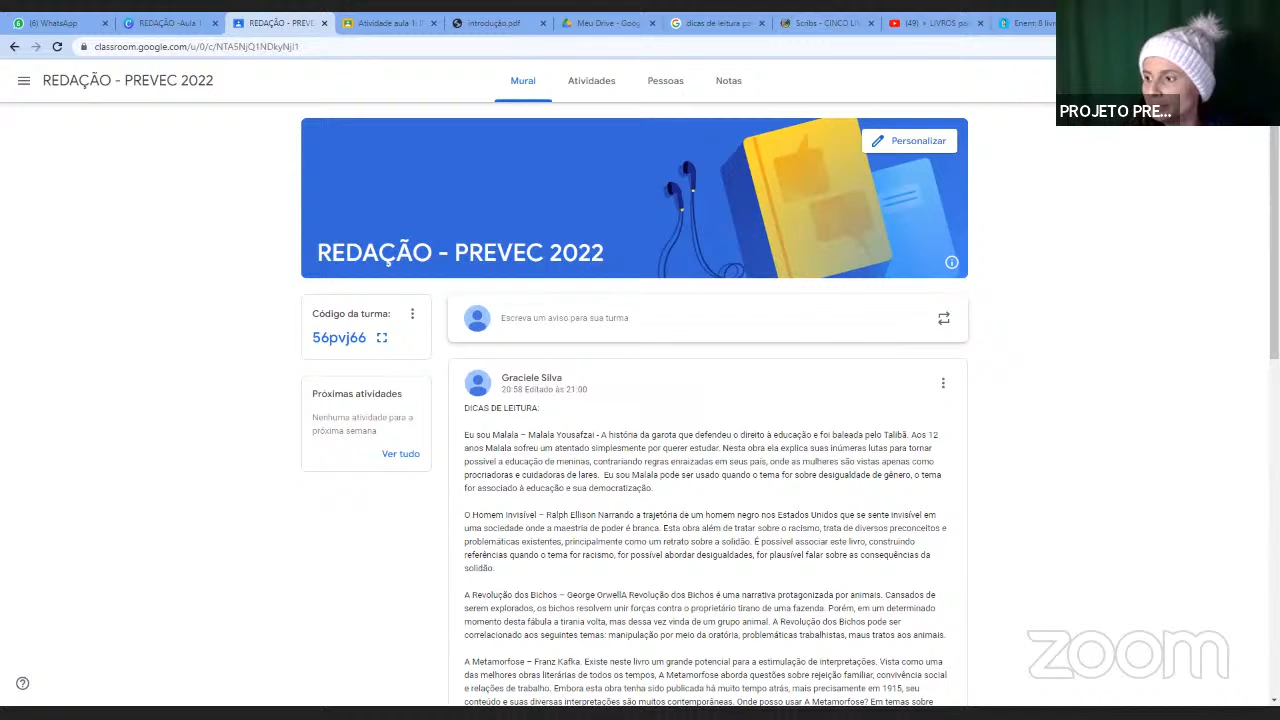 (6) WhatsApp
REDAÇÃO -Aula 1
REDAÇÃO - PREVE
Atividade aula 1
introdução.pdf
Meu Drive - Goog
dicas de leitura pa
Scribs - CINCO LI
(49) + LIVROS pa
Enem: 8 livr
classroom.google.com/u/0/c/NTA5NjQ1NDkyNjI1
REDAÇÃO - PREVEC 2022
Mural
Atividades
Pessoas
Notas
PROJETO PRE...
Personalizar
REDAÇÃO - PREVEC 2022
Código da turma:
56pvj66
Escreva um aviso para sua turma
Próximas atividades
Nenhuma atividade para a
próxima semana
Ver tudo
Graciele Silva
20:58 Editado às 21:00
DICAS DE LEITURA:
Eu sou Malala – Malala Yousafzai - A história da garota que defendeu o direito à educação e foi baleada pelo Talibã. Aos 12
anos Malala sofreu um atentado simplesmente por querer estudar. Nesta obra ela explica suas inúmeras lutas para tornar
possível a educação de meninas, contrariando regras enraizadas em seus país, onde as mulheres são vistas apenas como
procriadoras e cuidadoras de lares. Eu sou Malala pode ser usado quando o tema for sobre desigualdade de gênero, o tema
for associado à educação e sua democratização.
O Homem Invisível – Ralph Ellison Narrando a trajetória de um homem negro nos Estados Unidos que se sente invisível em
uma sociedade onde a maestria de poder é branca. Esta obra além de tratar sobre o racismo, trata de diversos preconceitos e
problemáticas existentes, principalmente como um retrato sobre a solidão. É possível associar este livro, construindo
referências quando o tema for racismo, for possível abordar desigualdades, for plausível falar sobre as consequências da
solidão.
A Revolução dos Bichos – George OrwellA Revolução dos Bichos é uma narrativa protagonizada por animais. Cansados de
serem explorados, os bichos resolvem unir forças contra o proprietário tirano de uma fazenda. Porém, em um determinado
momento desta fábula a tirania volta, mas dessa vez vinda de um grupo animal. A Revolução dos Bichos pode ser
correlacionado aos seguintes temas: manipulação por meio da oratória, problemáticas trabalhistas, maus tratos aos animais.
A Metamorfose – Franz Kafka. Existe neste livro um grande potencial para a estimulação de interpretações. Vista como uma
das melhores obras literárias de todos os tempos, A Metamorfose aborda questões sobre rejeição familiar, convivência social
e relações de trabalho. Embora esta obra tenha sido publicada há muito tempo atrás, mais precisamente em 1915, seu
conteúdo e suas diversas interpretações são muitos contemporâneas. Onde posso usar A Metamorfose? Em temas sobre
zoom